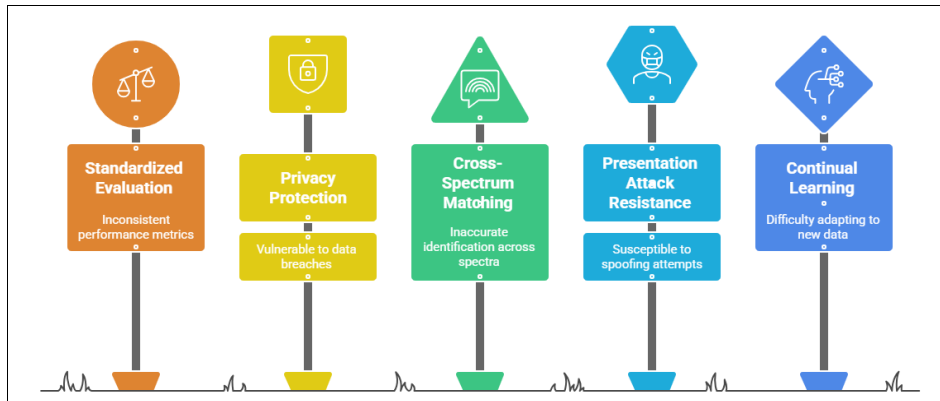 Standardized
Evaluation
Inconsistent
performance metrics
Privacy
Protection
Vulnerable to data
breaches
Cross-
Spectrum
Matching
Inaccurate
identification across
spectra
Presentation
Attack
Resistance
Susceptible to
spoofing attempts
Continual
Learning
Difficulty adapting to
new data